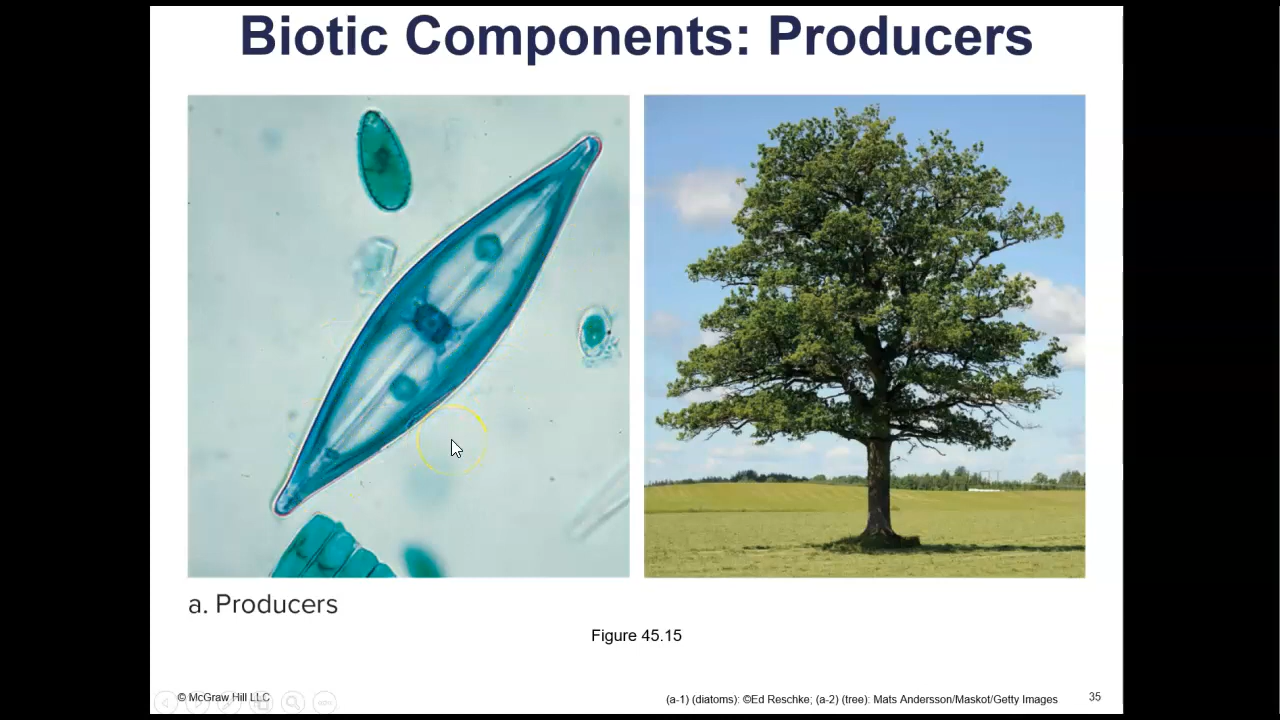 Biotic Components: Producers
a. Producers
Figure 45.15
© McGraw Hill LLC
(a-1) (diatoms): ©Ed Reschke; (a-2) (tree): Mats Andersson/Maskot/Getty Images
35